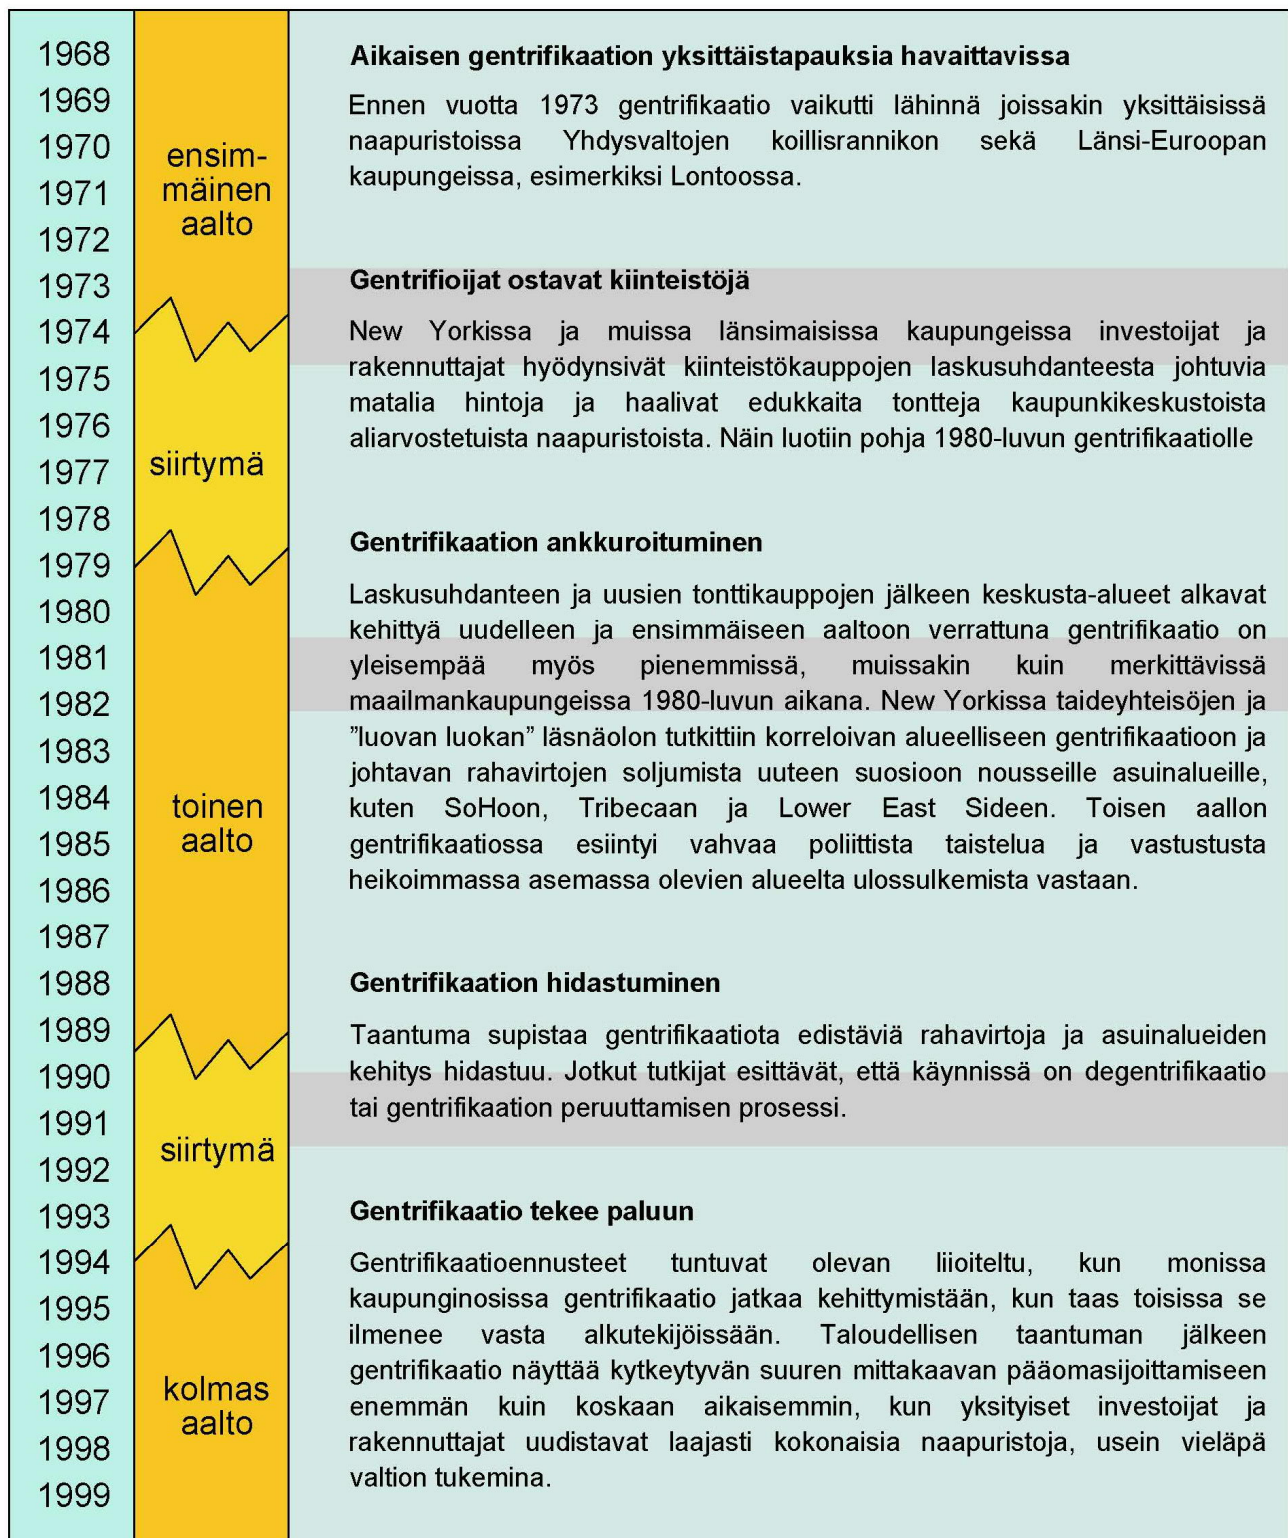 1968
1969
1970
1971
1972
1973
1974
1975
1976
1977
1978
1979
1980
1981
1982
1983
1984
1985
1986
1987
1988
1989
1990
1991
1992
1993
1994
1995
1996
1997
1998
1999
ensim-
mäinen
aalto
siirtymä
toinen
aalto
siirtymä
kolmas
aalto
Aikaisen gentrifikaation yksittäistapauksia havaittavissa
Ennen vuotta 1973 gentrifikaatio vaikutti lähinnä joissakin yksittäisissä
naapuristoissa Yhdysvaltojen koillisrannikon sekä Länsi-Euroopan
kaupungeissa, esimerkiksi Lontoossa.
Gentrifioijat ostavat kiinteistöjä
New Yorkissa ja muissa länsimaisissa kaupungeissa investoijat ja
rakennuttajat hyödynsivät kiinteistökauppojen laskusuhdanteesta johtuvia
matalia hintoja ja haalivat edukkaita tontteja kaupunkikeskustoista
aliarvostetuista naapuristoista. Näin luotiin pohja 1980-luvun gentrifikaatiolle
Gentrifikaation ankkuroituminen
Laskusuhdanteen ja uusien tonttikauppojen jälkeen keskusta-alueet alkavat
kehittyä uudelleen ja ensimmäiseen aaltoon verrattuna gentrifikaatio on
yleisempää myös pienemmissä, muissakin kuin merkittävissä
maailmankaupungeissa 1980-luvun aikana. New Yorkissa taideyhteisöjen ja
”luovan luokan” läsnäolon tutkittiin korreloivan alueelliseen gentrifikaatioon ja
johtavan rahavirtojen soljumista uuteen suosioon nousseille asuinalueille,
kuten SoHoon, Tribecaan ja Lower East Sideen. Toisen aallon
gentrifikaatiossa esiintyi vahvaa poliittista taistelua ja vastustusta
heikoimmassa asemassa olevien alueelta ulossulkemista vastaan.
Gentrifikaation hidastuminen
Taantuma supistaa gentrifikaatiota edistäviä rahavirtoja ja asuinalueiden
kehitys hidastuu. Jotkut tutkijat esittävät, että käynnissä on degentrifikaatio
tai gentrifikaation peruuttamisen prosessi.
Gentrifikaatio tekee paluun
Gentrifikaatioennusteet tuntuvat olevan liioiteltu, kun monissa
kaupunginosissa gentrifikaatio jatkaa kehittymistään, kun taas toisissa se
ilmenee vasta alkutekijöissään. Taloudellisen taantuman jälkeen
gentrifikaatio näyttää kytkeytyvän suuren mittakaavan pääomasijoittamiseen
enemmän kuin koskaan aikaisemmin, kun yksityiset investoijat ja
rakennuttajat uudistavat laajasti kokonaisia naapuristoja, usein vieläpä
valtion tukemina.